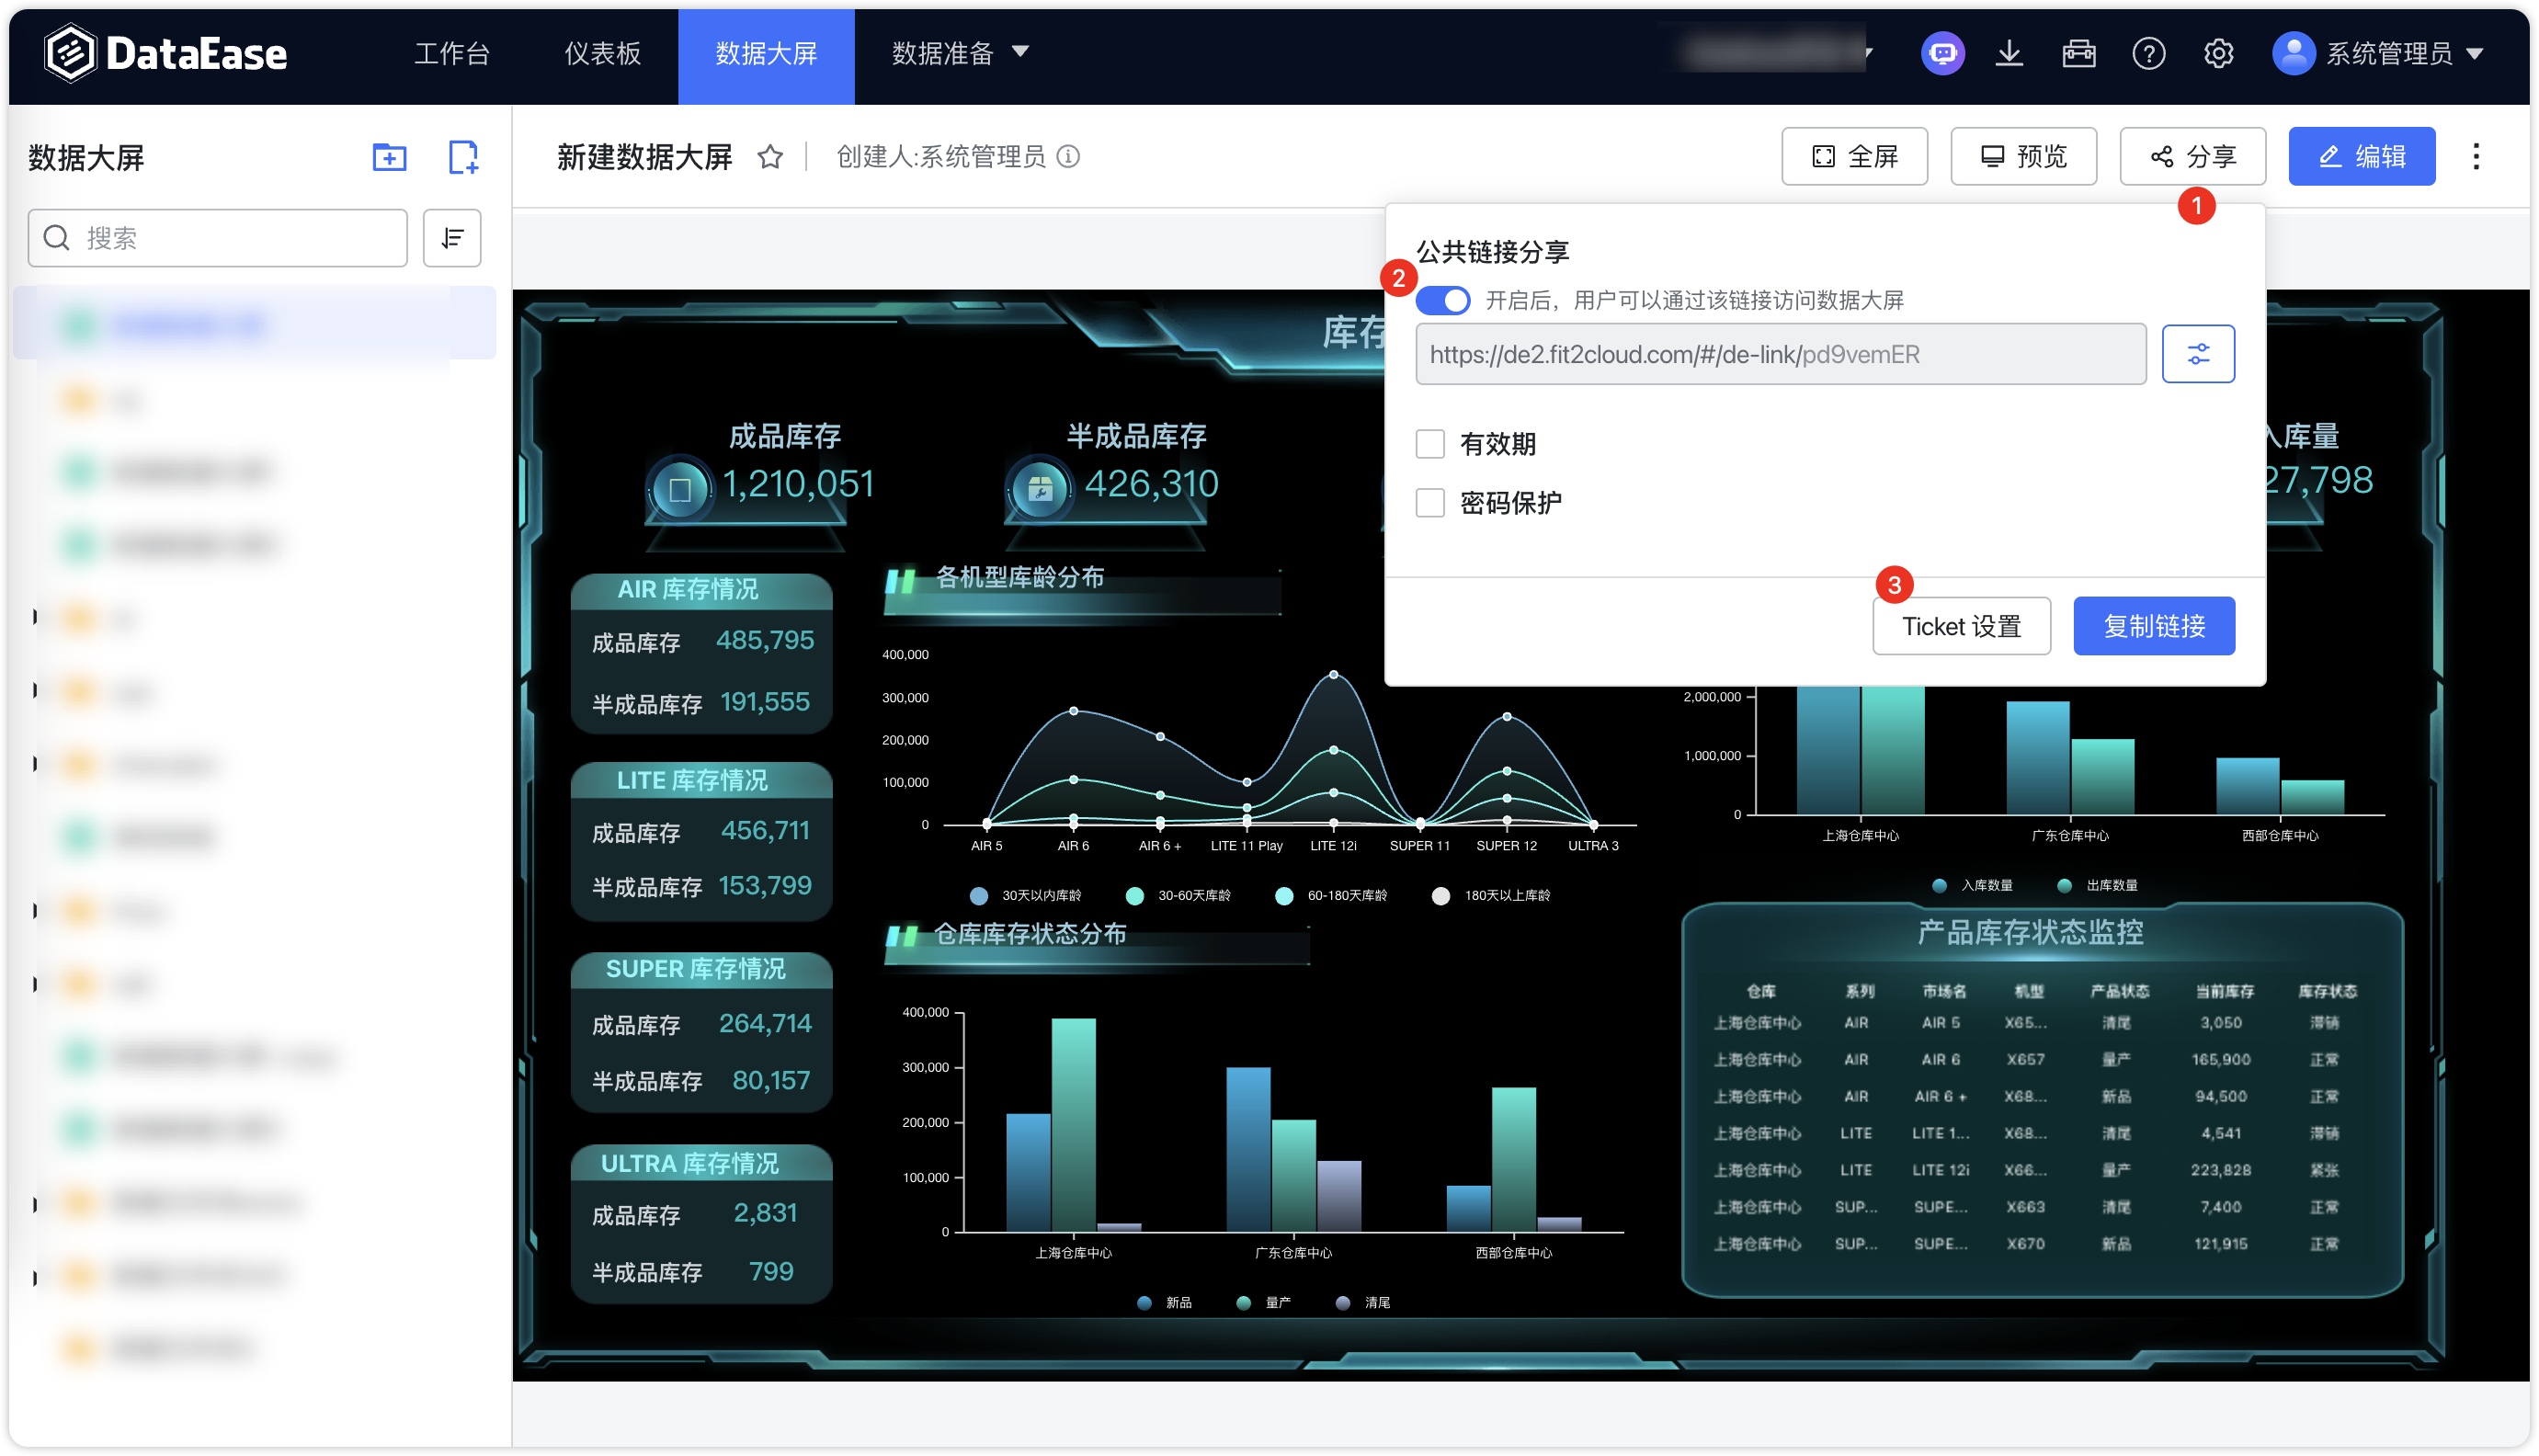 DataEase
工作台
仪表板
数据大屏
数据准备
系统管理员
数据大屏
搜索
新建数据大屏
创建人:系统管理员
全屏
预览
分享
编辑
1
公共链接分享
2
开启后，用户可以通过该链接访问数据大屏
https://de2.fit2cloud.com/#/de-link/pd9vemER
有效期
密码保护
3
Ticket 设置
复制链接
库存
成品库存
1,210,051
半成品库存
426,310
入库量
27,798
AIR 库存情况
成品库存 485,795
半成品库存 191,555
LITE 库存情况
成品库存 456,711
半成品库存 153,799
SUPER 库存情况
成品库存 264,714
半成品库存 80,157
ULTRA 库存情况
成品库存 2,831
半成品库存 799
各机型库龄分布
400,000
300,000
200,000
100,000
0
AIR 5 AIR 6 AIR 6 + LITE 11 Play LITE 12i SUPER 11 SUPER 12 ULTRA 3
30天以内库龄 30-60天库龄 60-180天库龄 180天以上库龄
仓库库存状态分布
400,000
300,000
200,000
100,000
0
上海仓库中心 广东仓库中心 西部仓库中心
新品 量产 清尾
2,000,000
1,000,000
0
上海仓库中心 广东仓库中心 西部仓库中心
入库数量 出库数量
产品库存状态监控
仓库 系列 市场名 机型 产品状态 当前库存 库存状态
上海仓库中心 AIR AIR 5 X65... 清尾 3,050 滞销
上海仓库中心 AIR AIR 6 X657 量产 165,900 正常
上海仓库中心 AIR AIR 6 + X68... 新品 94,500 正常
上海仓库中心 LITE LITE 1... X68... 清尾 4,541 滞销
上海仓库中心 LITE LITE 12i X66... 量产 223,828 紧张
上海仓库中心 SUP... SUPE... X663 清尾 7,400 正常
上海仓库中心 SUP... SUPE... X670 新品 121,915 正常